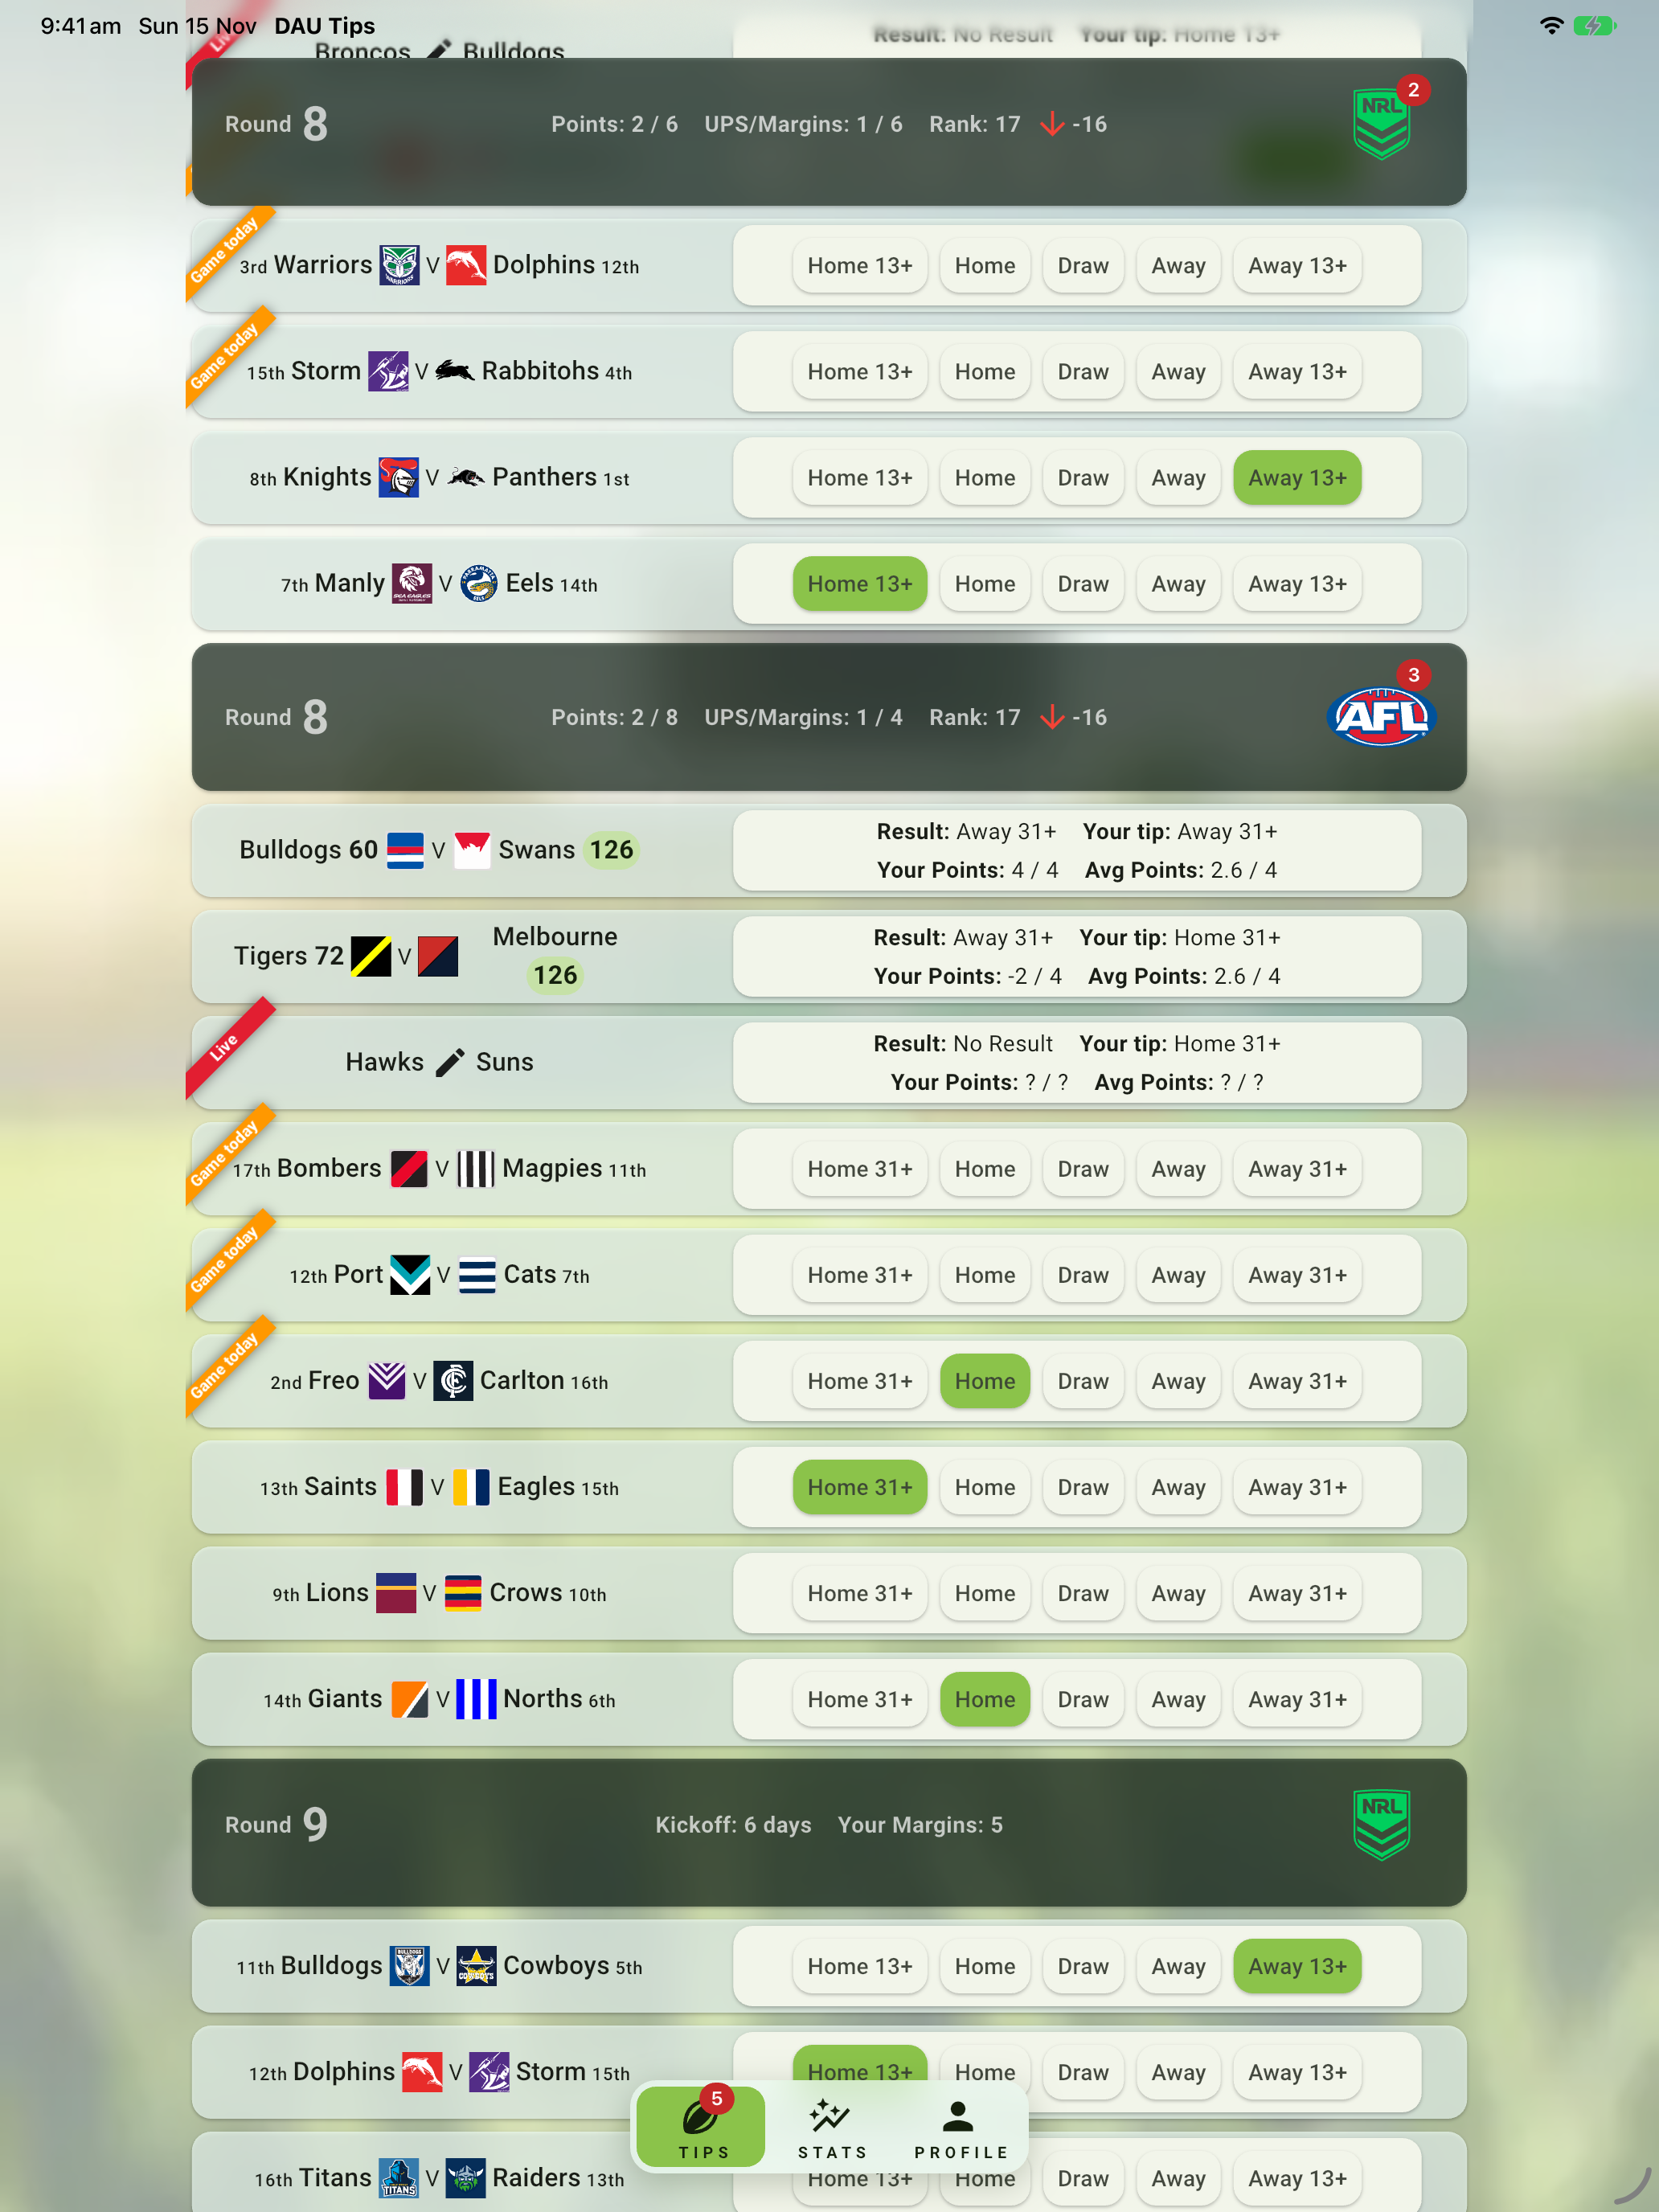 9:41 am Sun 15 Nov DAU Tips
Live
Broncos Bulldogs
Result: No Result Your tip: Home 13+
Round 8 Points: 2 / 6 UPS/Margins: 1 / 6 Rank: 17 -16 NRL 2
Game today
3rd Warriors V Dolphins 12th Home 13+ Home Draw Away Away 13+
Game today
15th Storm V Rabbitohs 4th Home 13+ Home Draw Away Away 13+
8th Knights V Panthers 1st Home 13+ Home Draw Away Away 13+
7th Manly V Eels 14th Home 13+ Home Draw Away Away 13+
Round 8 Points: 2 / 8 UPS/Margins: 1 / 4 Rank: 17 -16 AFL 3
Bulldogs 60 V Swans 126
Result: Away 31+ Your tip: Away 31+
Your Points: 4 / 4 Avg Points: 2.6 / 4
Tigers 72 V Melbourne
126
Result: Away 31+ Your tip: Home 31+
Your Points: -2 / 4 Avg Points: 2.6 / 4
Live
Hawks Suns
Result: No Result Your tip: Home 31+
Your Points: ? / ? Avg Points: ? / ?
Game today
17th Bombers V Magpies 11th Home 31+ Home Draw Away Away 31+
Game today
12th Port V Cats 7th Home 31+ Home Draw Away Away 31+
Game today
2nd Freo V Carlton 16th Home 31+ Home Draw Away Away 31+
13th Saints V Eagles 15th Home 31+ Home Draw Away Away 31+
9th Lions V Crows 10th Home 31+ Home Draw Away Away 31+
14th Giants V Norths 6th Home 31+ Home Draw Away Away 31+
Round 9 Kickoff: 6 days Your Margins: 5 NRL
11th Bulldogs V Cowboys 5th Home 13+ Home Draw Away Away 13+
12th Dolphins V Storm 15th Home 13+ Home Draw Away Away 13+
5
TIPS STATS PROFILE
16th Titans V Raiders 13th Home 13+ Home Draw Away Away 13+